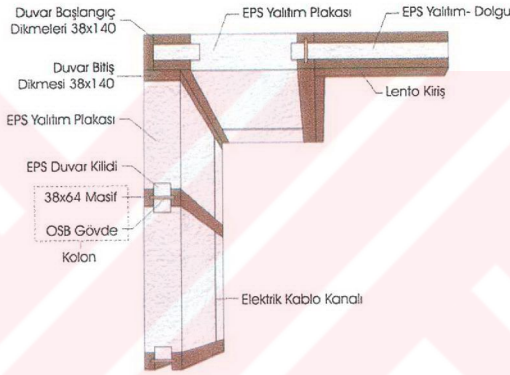 Duvar Başlangıç
Dikmeleri 38x140
EPS Yalıtım Plakası
EPS Yalıtım- Dolgu
Duvar Bitiş
Dikmesi 38x140
Lento Kiriş
EPS Yalıtım Plakası
EPS Duvar Kilidi
38x64 Masif
OSB Gövde
Kolon
Elektrik Kablo Kanalı